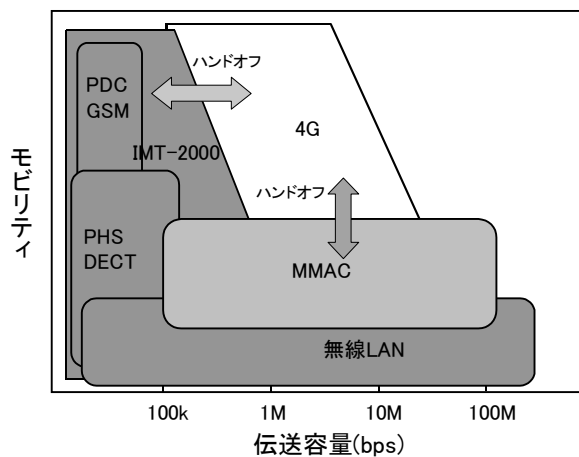 ハンドオフ
PDC
GSM
4G
IMT-2000
モビリティ
ハンドオフ
PHS
DECT
MMAC
無線LAN
100k 1M 10M 100M
伝送容量(bps)